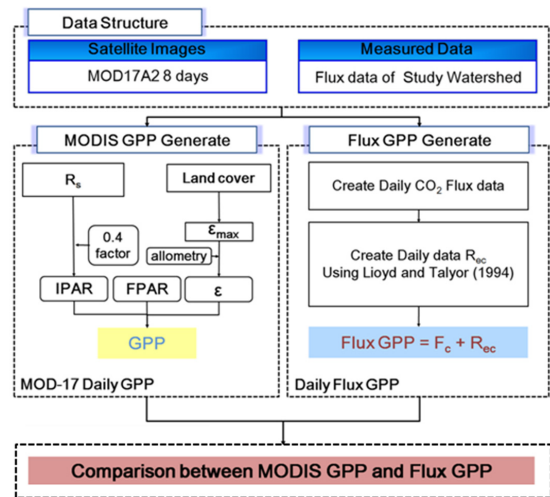 Data Structure
Satellite Images
MOD17A2 8 days
Measured Data
Flux data of Study Watershed
MODIS GPP Generate
Rs
Land cover
0.4
factor
εmax
allometry
IPAR
FPAR
ε
GPP
MOD-17 Daily GPP
Flux GPP Generate
Create Daily CO2 Flux data
Create Daily data Rec
Using Lioyd and Talyor (1994)
Flux GPP = Fc + Rec
Daily Flux GPP
Comparison between MODIS GPP and Flux GPP